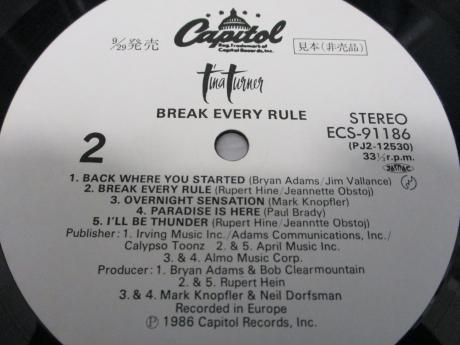 Capitol
Reg. Trademark of
Capitol Records, Inc.
9/29発売
見本(非売品)
Tina Turner
BREAK EVERY RULE
STEREO
ECS-91186
(PJ2-12530)
33⅓r.p.m.
JASRAC
2
1. BACK WHERE YOU STARTED (Bryan Adams/Jim Vallance)
2. BREAK EVERY RULE (Rupert Hine/Jeannette Obstoj)
3. OVERNIGHT SENSATION (Mark Knopfler)
4. PARADISE IS HERE (Paul Brady)
5. I'LL BE THUNDER (Rupert Hine/Jeanntte Obstoj)
Publisher: 1. Irving Music Inc./Adams Communications, Inc./
Calypso Toonz 2. & 5. April Music Inc.
3. & 4. Almo Music Corp.
Producer: 1. Bryan Adams & Bob Clearmountain
2. & 5. Rupert Hein
3. & 4. Mark Knopfler & Neil Dorfsman
Recorded in Europe
℗ 1986 Capitol Records, Inc.